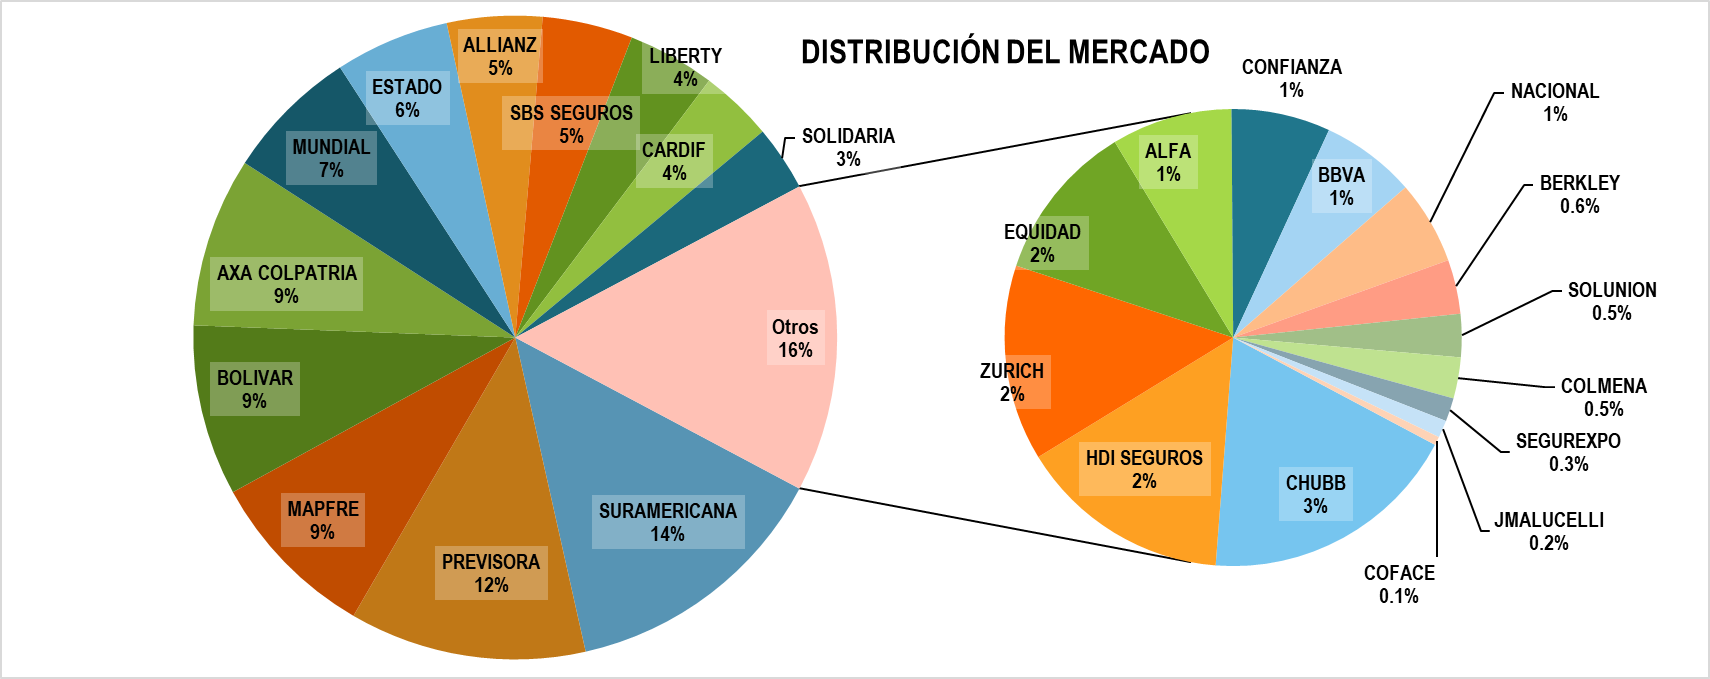 DISTRIBUCIÓN DEL MERCADO
ALLIANZ
5%
LIBERTY
4%
ESTADO
6%
SBS SEGUROS
5%
MUNDIAL
7%
CARDIF
4%
SOLIDARIA
3%
AXA COLPATRIA
9%
Otros
16%
BOLIVAR
9%
MAPFRE
9%
SURAMERICANA
14%
PREVISORA
12%
CONFIANZA
1%
NACIONAL
1%
ALFA
1%
BBVA
1%
BERKLEY
0.6%
EQUIDAD
2%
SOLUNION
0.5%
ZURICH
2%
COLMENA
0.5%
SEGUREXPO
0.3%
HDI SEGUROS
2%
CHUBB
3%
JMALUCELLI
0.2%
COFACE
0.1%